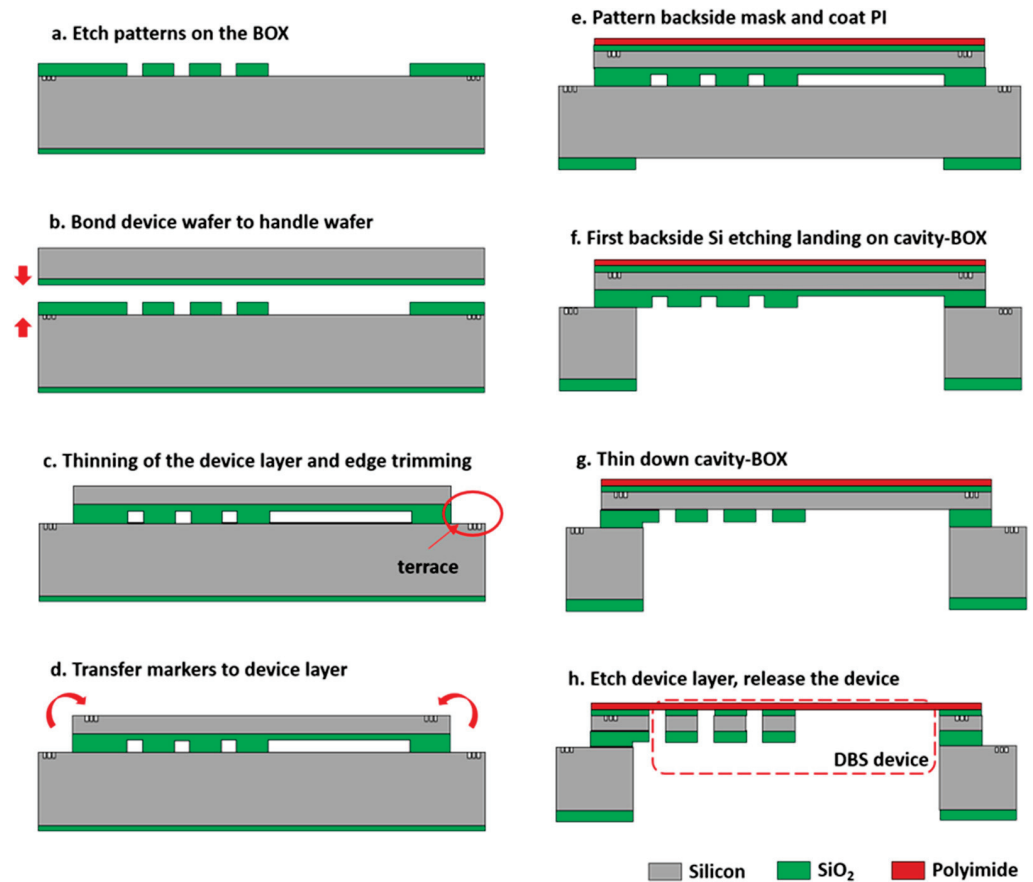 a. Etch patterns on the BOX
b. Bond device wafer to handle wafer
c. Thinning of the device layer and edge trimming
terrace
d. Transfer markers to device layer
e. Pattern backside mask and coat PI
f. First backside Si etching landing on cavity-BOX
g. Thin down cavity-BOX
h. Etch device layer, release the device
DBS device
Silicon
SiO₂
Polyimide